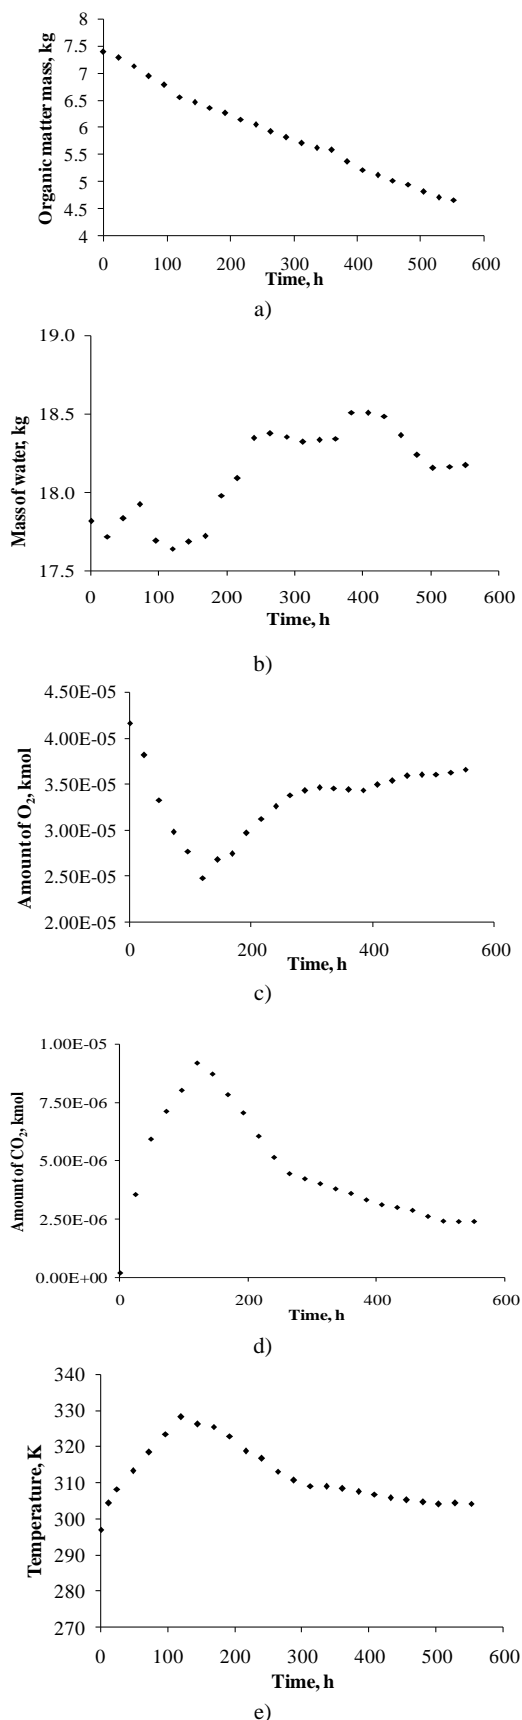 8
7.5
7
6.5
6
5.5
5
4.5
4
Organic matter mass, kg
0 100 200 300 400 500 600
Time, h
a)
19.0
18.5
18.0
17.5
Mass of water, kg
0 100 200 300 400 500 600
Time, h
b)
4.50E-05
4.00E-05
3.50E-05
3.00E-05
2.50E-05
2.00E-05
Amount of O₂, kmol
0 200 400 600
Time, h
c)
1.00E-05
7.50E-06
5.00E-06
2.50E-06
0.00E+00
Amount of CO₂, kmol
0 200 400 600
Time, h
d)
340
330
320
310
300
290
280
270
Temperature, K
0 100 200 300 400 500 600
Time, h
e)